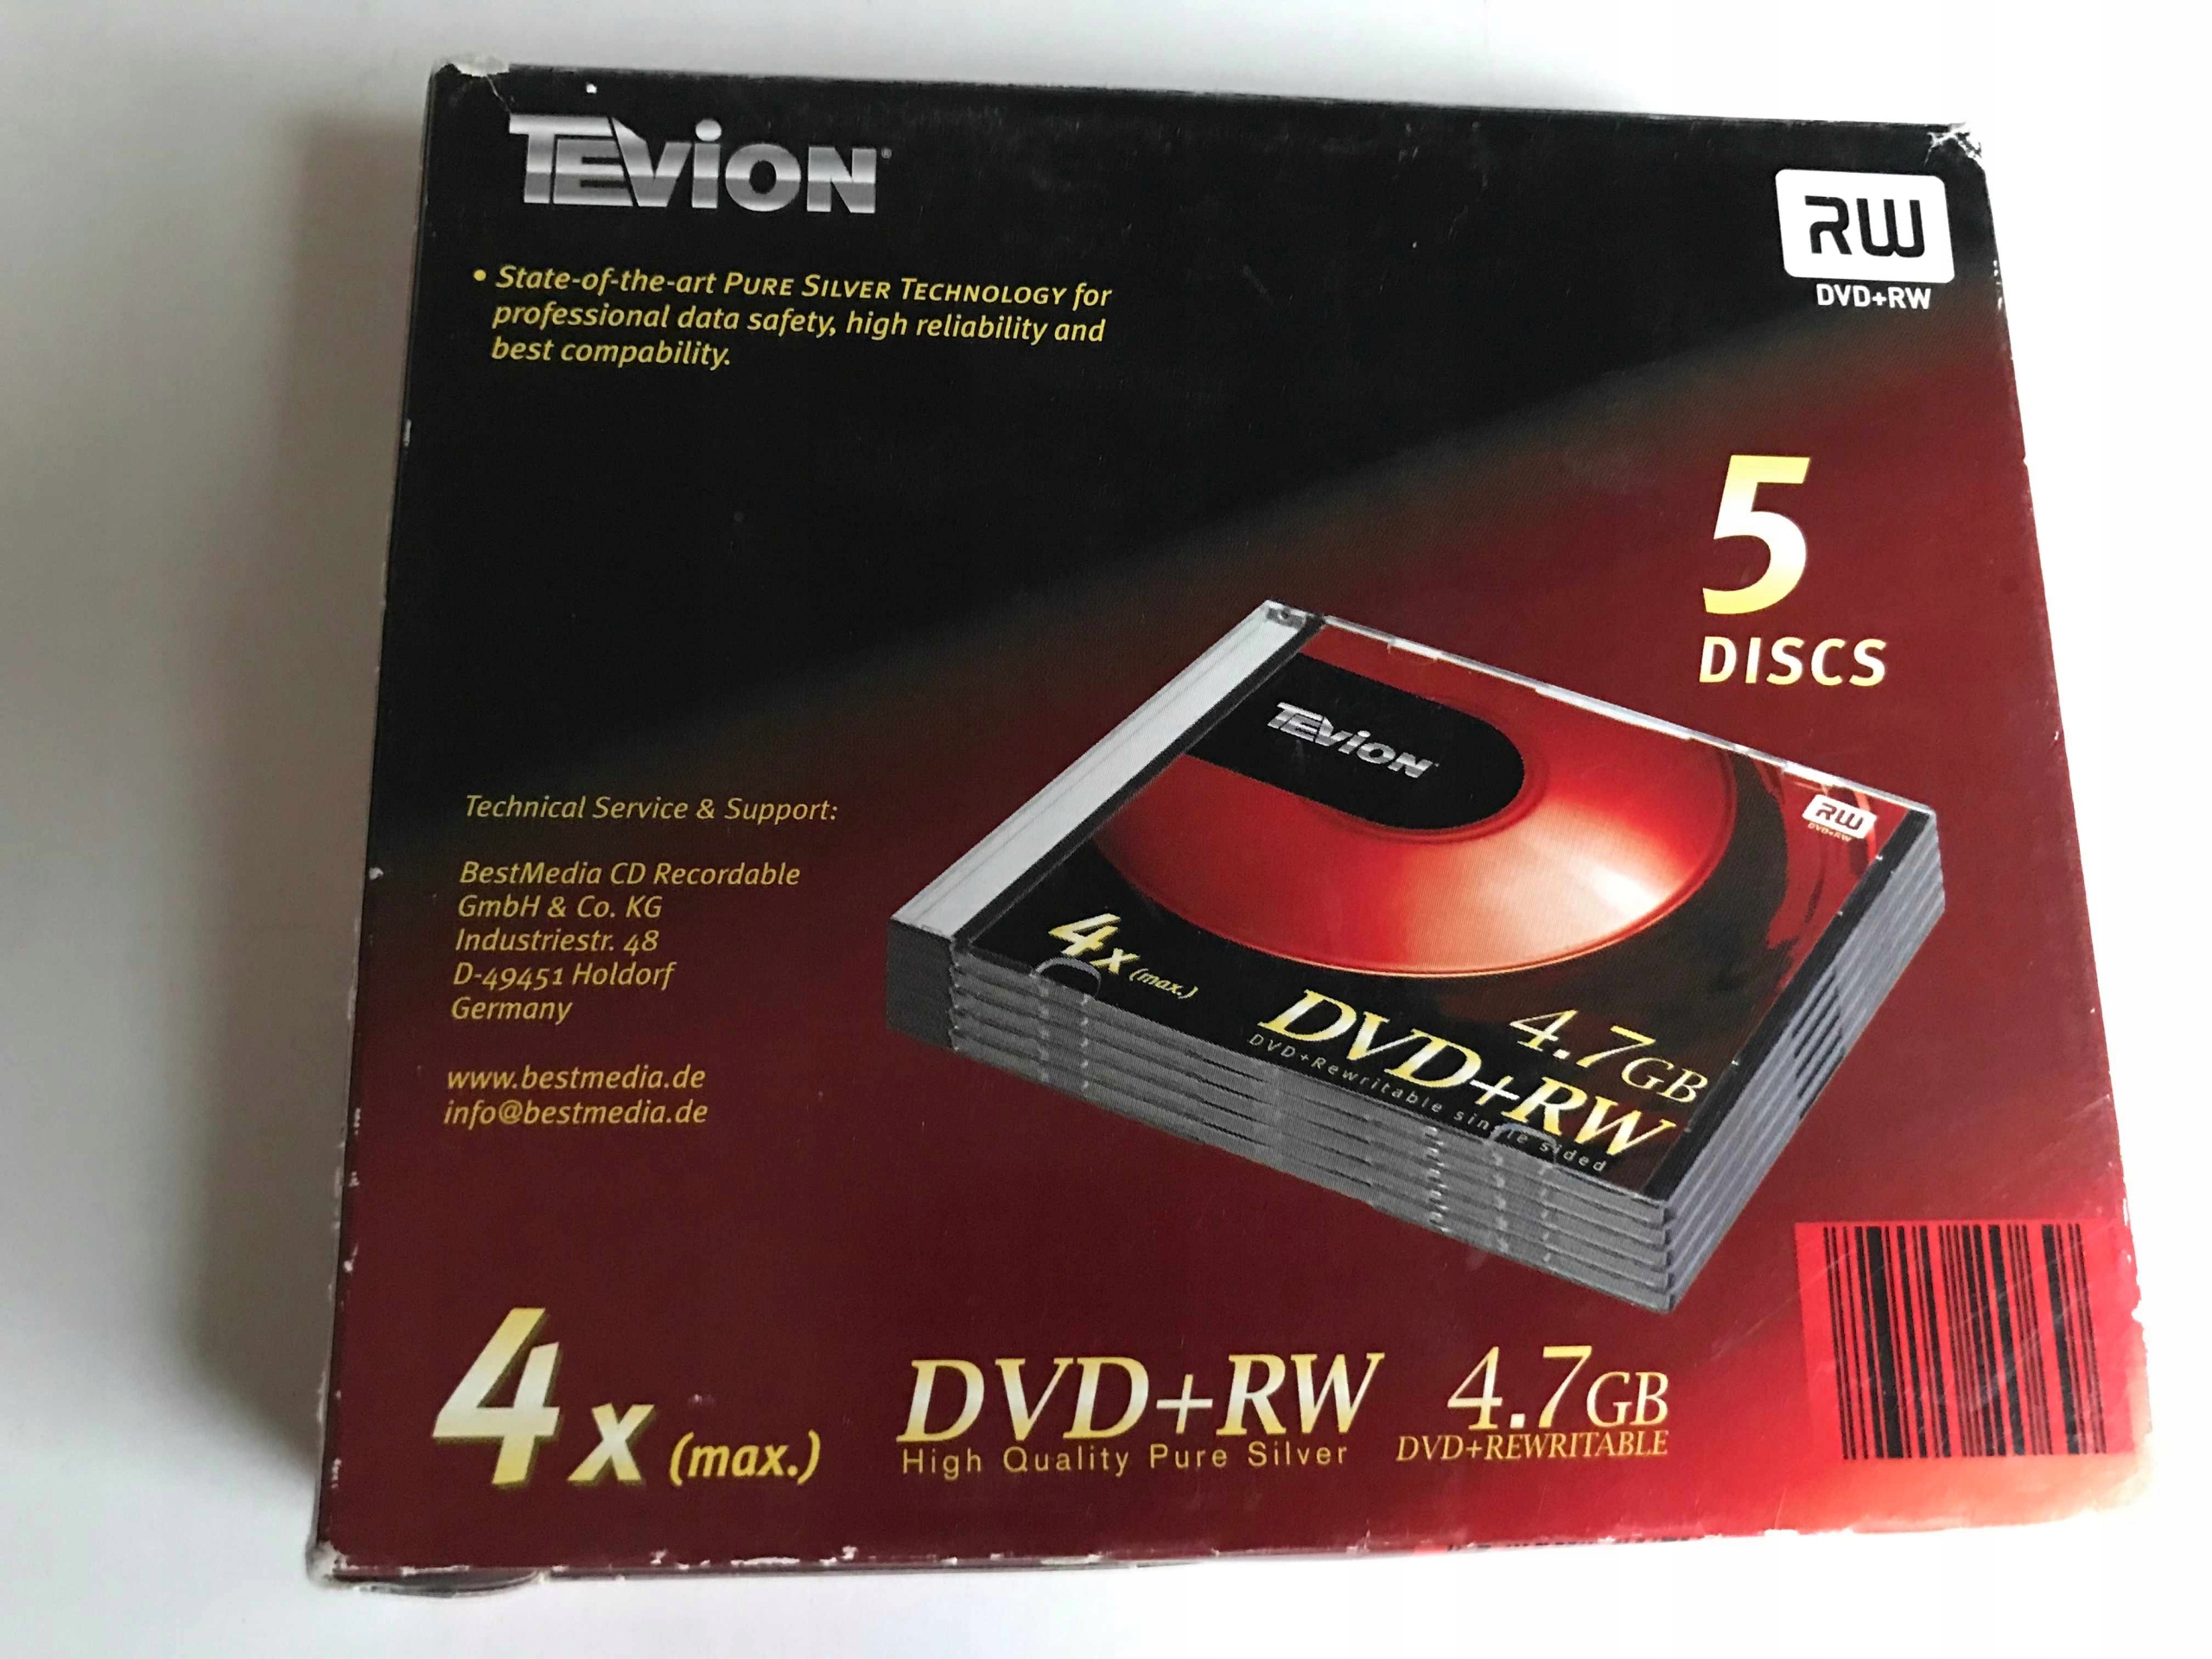 TEVION®
RW
DVD+RW
• State-of-the-art PURE SILVER TECHNOLOGY for
professional data safety, high reliability and
best compability.
5
DISCS
TEVION
RW
DVD+RW
4x (max.)
4.7GB
DVD+RW
DVD+Rewritable single sided
Technical Service & Support:
BestMedia CD Recordable
GmbH & Co. KG
Industriestr. 48
D-49451 Holdorf
Germany
www.bestmedia.de
info@bestmedia.de
4x (max.)
DVD+RW
High Quality Pure Silver
4.7GB
DVD+REWRITABLE